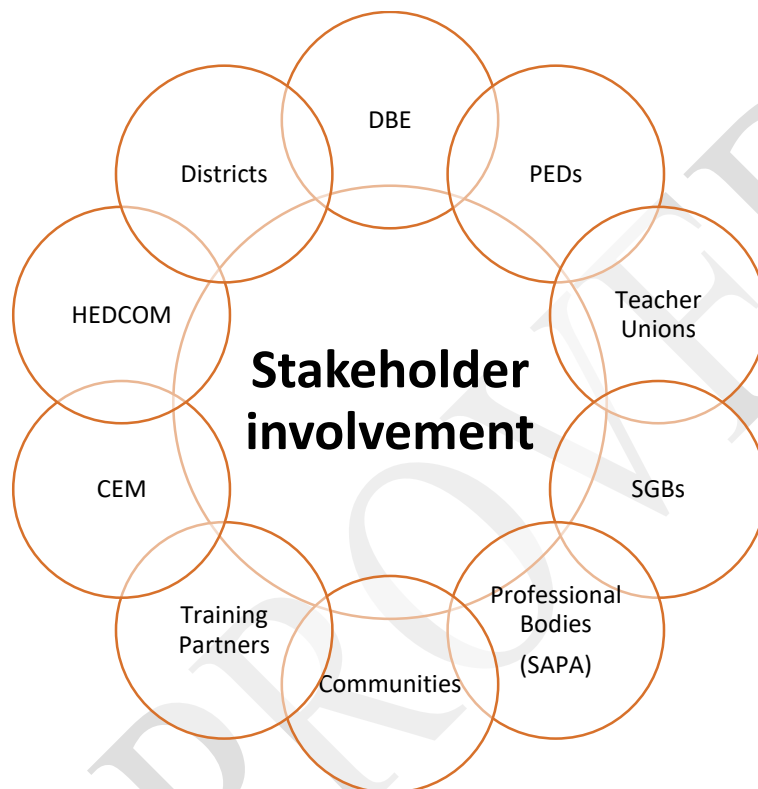 DBE
PEDs
Teacher
Unions
SGBs
Professional
Bodies
(SAPA)
Communities
Training
Partners
CEM
HEDCOM
Districts
Stakeholder
involvement